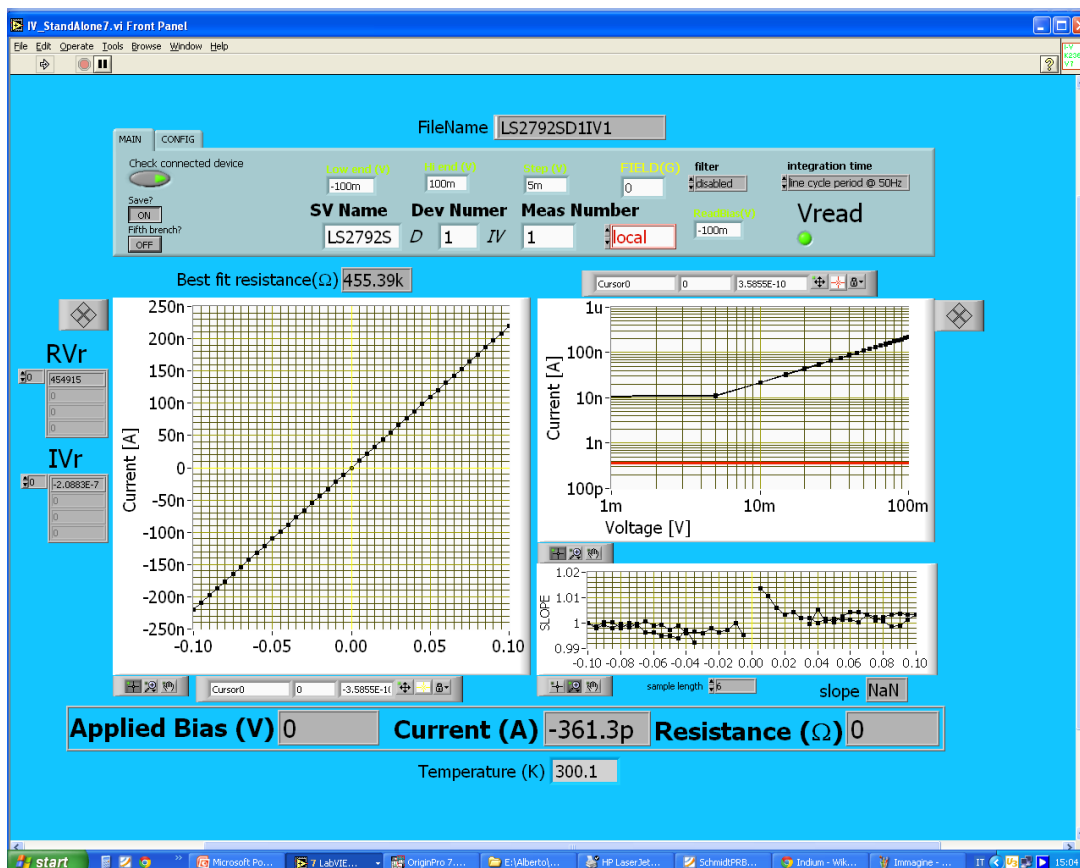 IV_StandAlone7.vi Front Panel
File Edit Operate Tools Browse Window Help
FileName LS2792SD1IV1
MAIN CONFIG
Check connected device
Low end (V) Hi end (V) Step (V) FIELD(G) filter integration time
-100m 100m 5m 0 disabled line cycle period @ 50Hz
Save?
ON
SV Name Dev Numer Meas Number Vread
Fifth brench?
OFF
LS2792S D 1 IV 1 local -100m
Best fit resistance(Ω) 455.39k
Cursor0 0 3.5855E-10
RVr
0 454915
0
0
0
IVr
0 -2.0883E-7
0
0
0
Current [A]
250n
200n
150n
100n
50n
0
-50n
-100n
-150n
-200n
-250n
-0.10 -0.05 0.00 0.05 0.10
Cursor0 0 -3.5855E-1
Current [A]
1u
100n
10n
1n
100p
1m 10m 100m
Voltage [V]
SLOPE
1.02
1.01
1
0.99
-0.10 -0.08 -0.06 -0.04 -0.02 0.00 0.02 0.04 0.06 0.08 0.10
sample length 6 slope NaN
Applied Bias (V) 0 Current (A) -361.3p Resistance (Ω) 0
Temperature (K) 300.1
start Microsoft Po... 7 LabVIE... OriginPro 7.... E:\Alberto\... HP LaserJet... SchmidtPRB... Indium - Wik... Immagine - ... IT 15:04